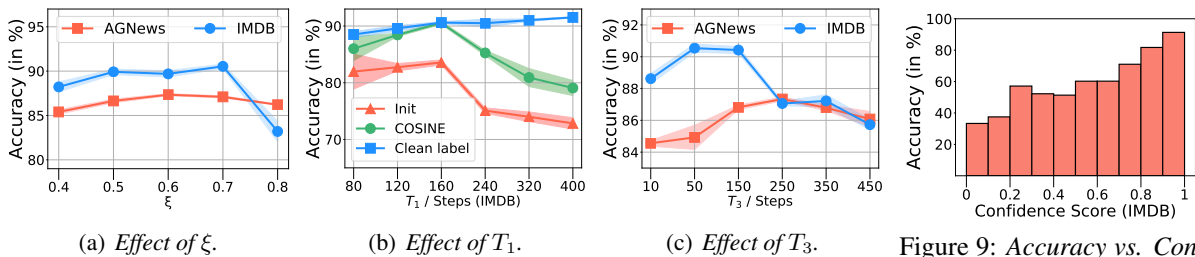 Accuracy (in %)
95
90
85
80
AGNews
IMDB
0.4 0.5 0.6 0.7 0.8
ξ
(a) Effect of ξ.
Accuracy (in %)
90
80
70
Init
COSINE
Clean label
80 120 160 240 320 400
T1 / Steps (IMDB)
(b) Effect of T1.
Accuracy (in %)
92
90
88
86
84
AGNews
IMDB
10 50 150 250 350 450
T3 / Steps
(c) Effect of T3.
Accuracy (in %)
100
80
60
40
20
0 0.2 0.4 0.6 0.8 1
Confidence Score (IMDB)
Figure 9: Accuracy vs. Con